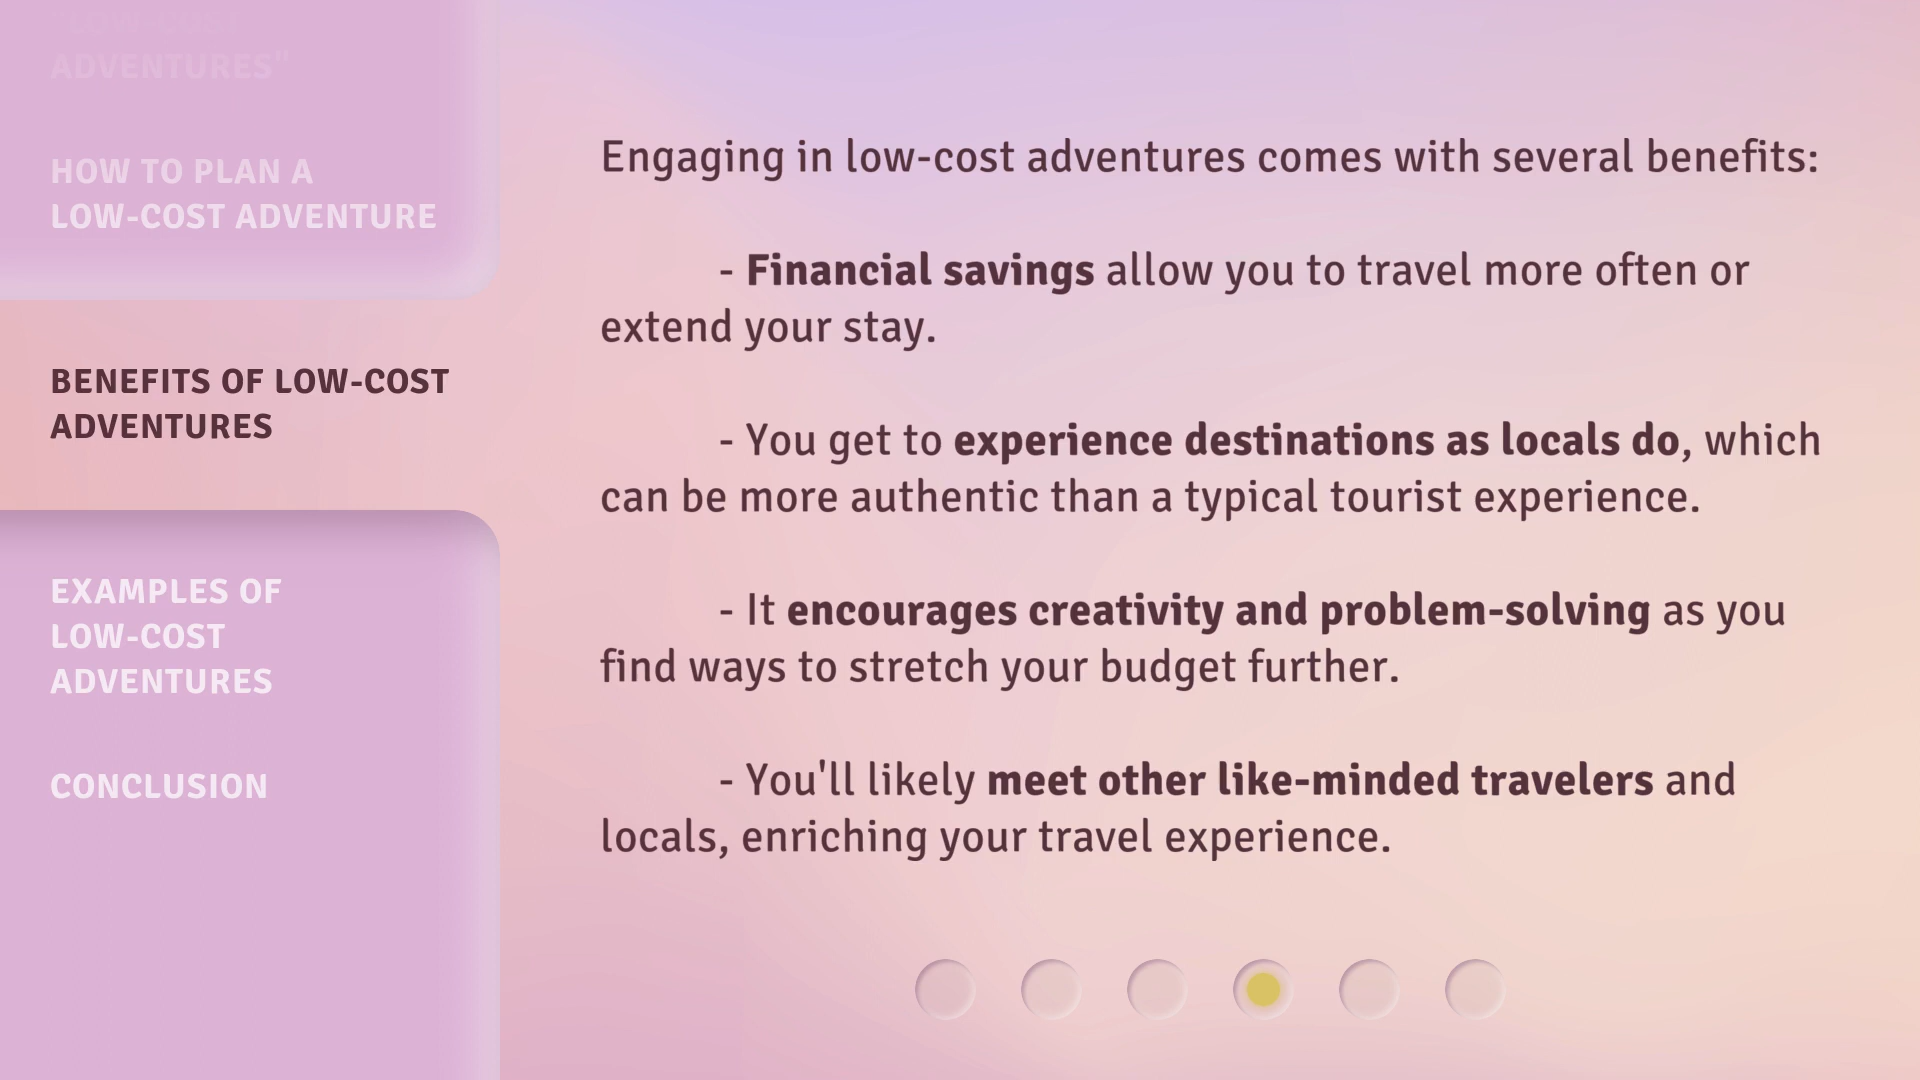 LOW-COST
ADVENTURES"
HOW TO PLAN A
LOW-COST ADVENTURE
BENEFITS OF LOW-COST
ADVENTURES
EXAMPLES OF
LOW-COST
ADVENTURES
CONCLUSION
Engaging in low-cost adventures comes with several benefits:
- Financial savings allow you to travel more often or
extend your stay.
- You get to experience destinations as locals do, which
can be more authentic than a typical tourist experience.
- It encourages creativity and problem-solving as you
find ways to stretch your budget further.
- You'll likely meet other like-minded travelers and
locals, enriching your travel experience.